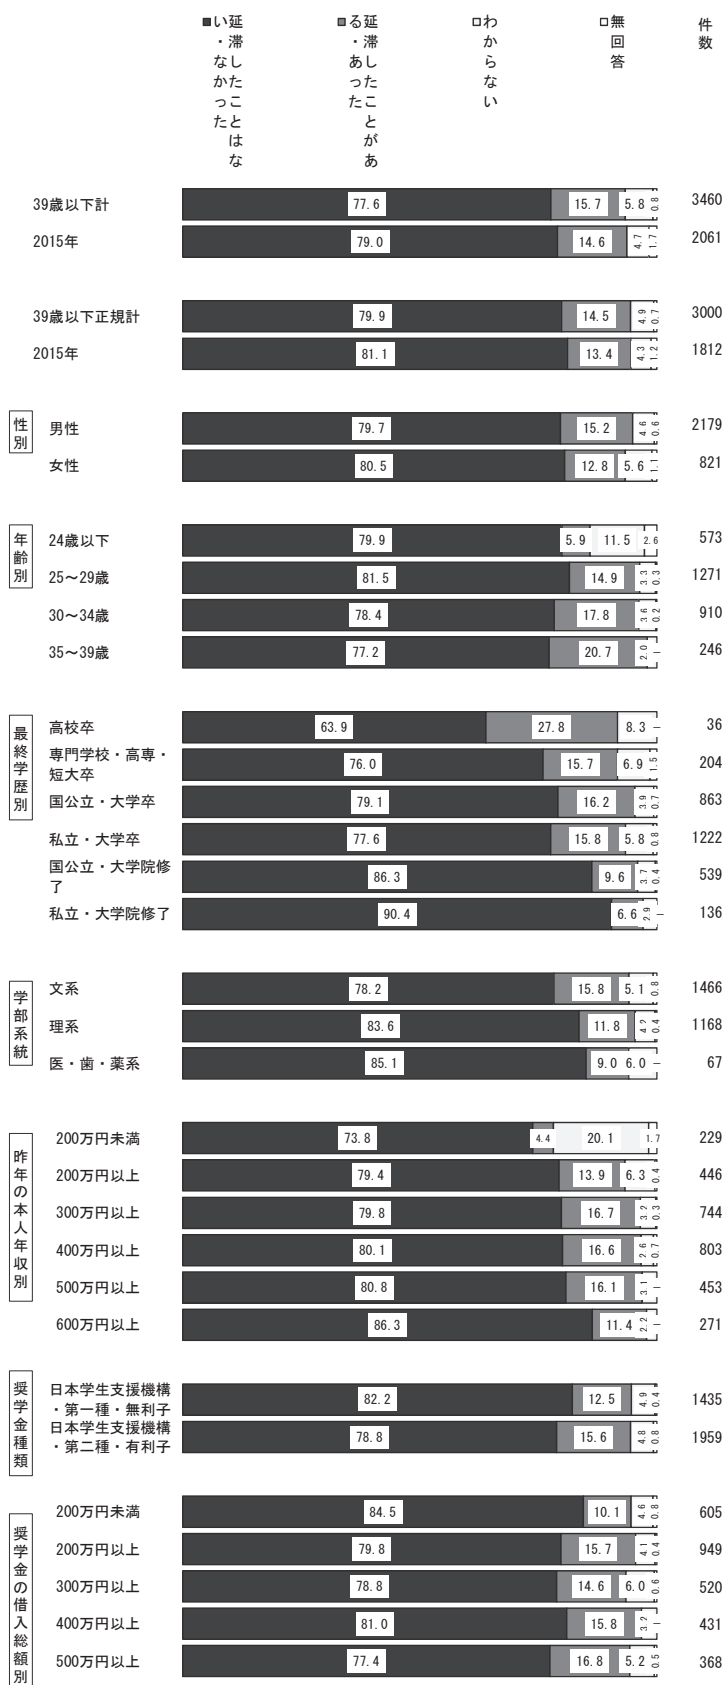 ■延滞したことはない・なかった
■延滞したことがある・あった
□わからない
□無回答
件数
39歳以下計 77.6 15.7 5.8 0.8 3460
2015年 79.0 14.6 4.7 1.7 2061
39歳以下正規計 79.9 14.5 4.9 0.7 3000
2015年 81.1 13.4 4.3 1.2 1812
性別
男性 79.7 15.2 4.6 0.6 2179
女性 80.5 12.8 5.6 1.1 821
年齢別
24歳以下 79.9 5.9 11.5 2.6 573
25～29歳 81.5 14.9 3.3 0.3 1271
30～34歳 78.4 17.8 3.6 0.2 910
35～39歳 77.2 20.7 2.0 － 246
最終学歴別
高校卒 63.9 27.8 8.3 － 36
専門学校・高専・
短大卒 76.0 15.7 6.9 1.5 204
国公立・大学卒 79.1 16.2 3.9 0.7 863
私立・大学卒 77.6 15.8 5.8 0.8 1222
国公立・大学院修
了 86.3 9.6 3.7 0.4 539
私立・大学院修了 90.4 6.6 2.9 － 136
学部系統
文系 78.2 15.8 5.1 0.8 1466
理系 83.6 11.8 4.2 0.4 1168
医・歯・薬系 85.1 9.0 6.0 － 67
昨年の本人年収別
200万円未満 73.8 4.4 20.1 1.7 229
200万円以上 79.4 13.9 6.3 0.4 446
300万円以上 79.8 16.7 3.2 0.3 744
400万円以上 80.1 16.6 2.6 0.7 803
500万円以上 80.8 16.1 3.1 － 453
600万円以上 86.3 11.4 2.2 － 271
奨学金種類
日本学生支援機構
・第一種・無利子 82.2 12.5 4.9 0.4 1435
日本学生支援機構
・第二種・有利子 78.8 15.6 4.8 0.8 1959
奨学金の借入総額別
200万円未満 84.5 10.1 4.6 0.8 605
200万円以上 79.8 15.7 4.1 0.4 949
300万円以上 78.8 14.6 6.0 0.6 520
400万円以上 81.0 15.8 3.2 － 431
500万円以上 77.4 16.8 5.2 0.5 368